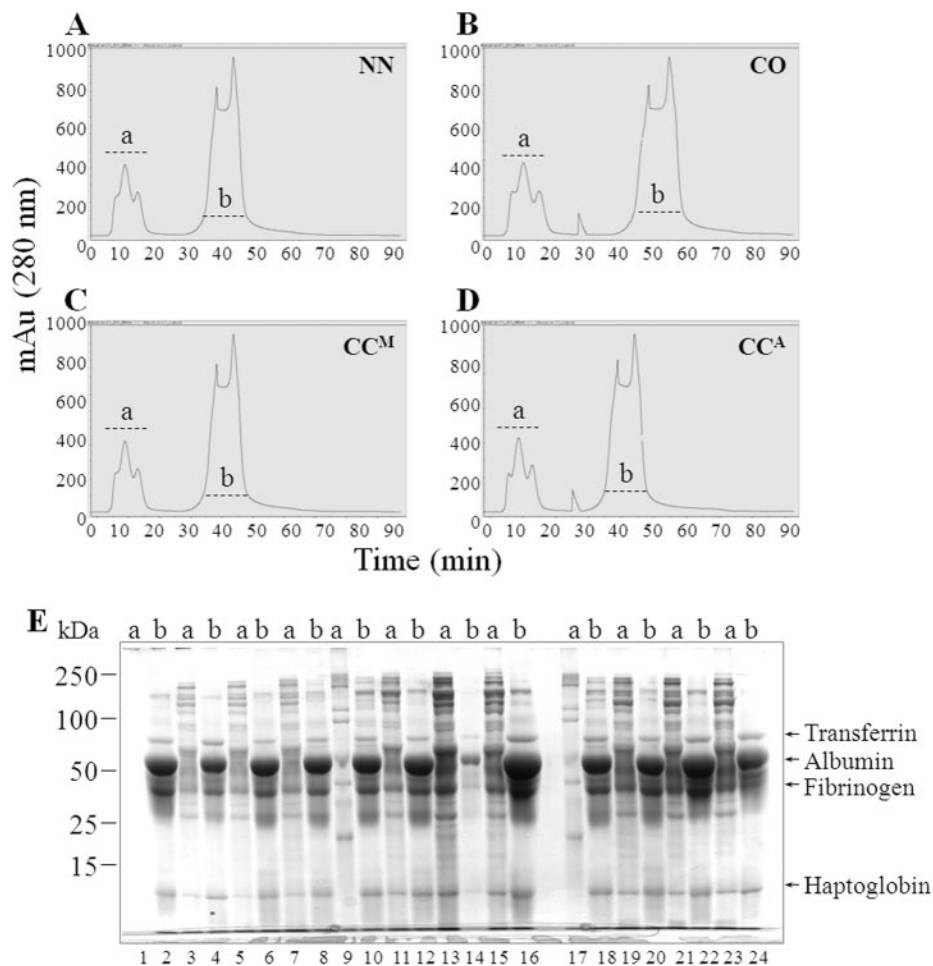 A
B
NN
CO
1000
800
600
400
200
0
a
b
10 20 30 40 50 60 70 80 90
1000
800
600
400
200
0
a
b
0 10 20 30 40 50 60 70 80 90
mAu (280 nm)
C
D
CCᴹ
CCᴬ
1000
800
600
400
200
0
a
b
0 10 20 30 40 50 60 70 80 90
1000
800
600
400
200
0
a
b
0 10 20 30 40 50 60 70 80 90
Time (min)
E
kDa a b a b a b a b a b a b a b a b a b a b a b a b
250
100
50
25
15
Transferrin
Albumin
Fibrinogen
Haptoglobin
1 2 3 4 5 6 7 8 9 10 11 12 13 14 15 16 17 18 19 20 21 22 23 24